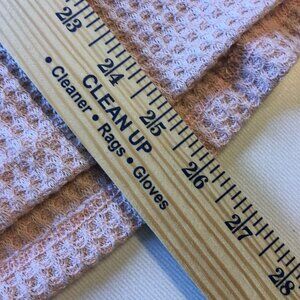 23 24 25 26 27 28
CLEAN UP
• Cleaner • Rags • Gloves